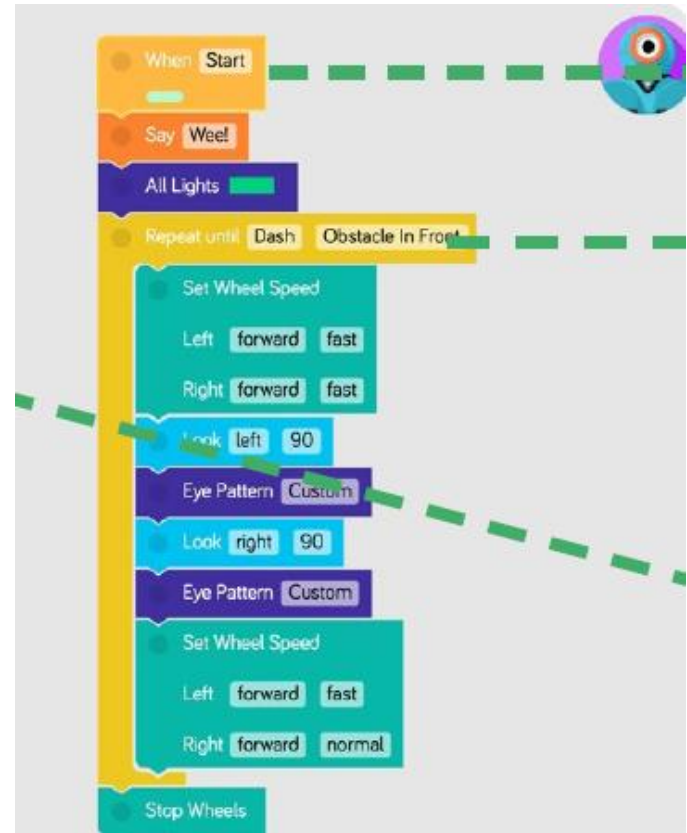 When Start
Say Wee!
All Lights
Repeat until Dash Obstacle In Front
Set Wheel Speed
Left forward fast
Right forward fast
Look left 90
Eye Pattern Custom
Look right 90
Eye Pattern Custom
Set Wheel Speed
Left forward fast
Right forward normal
Stop Wheels